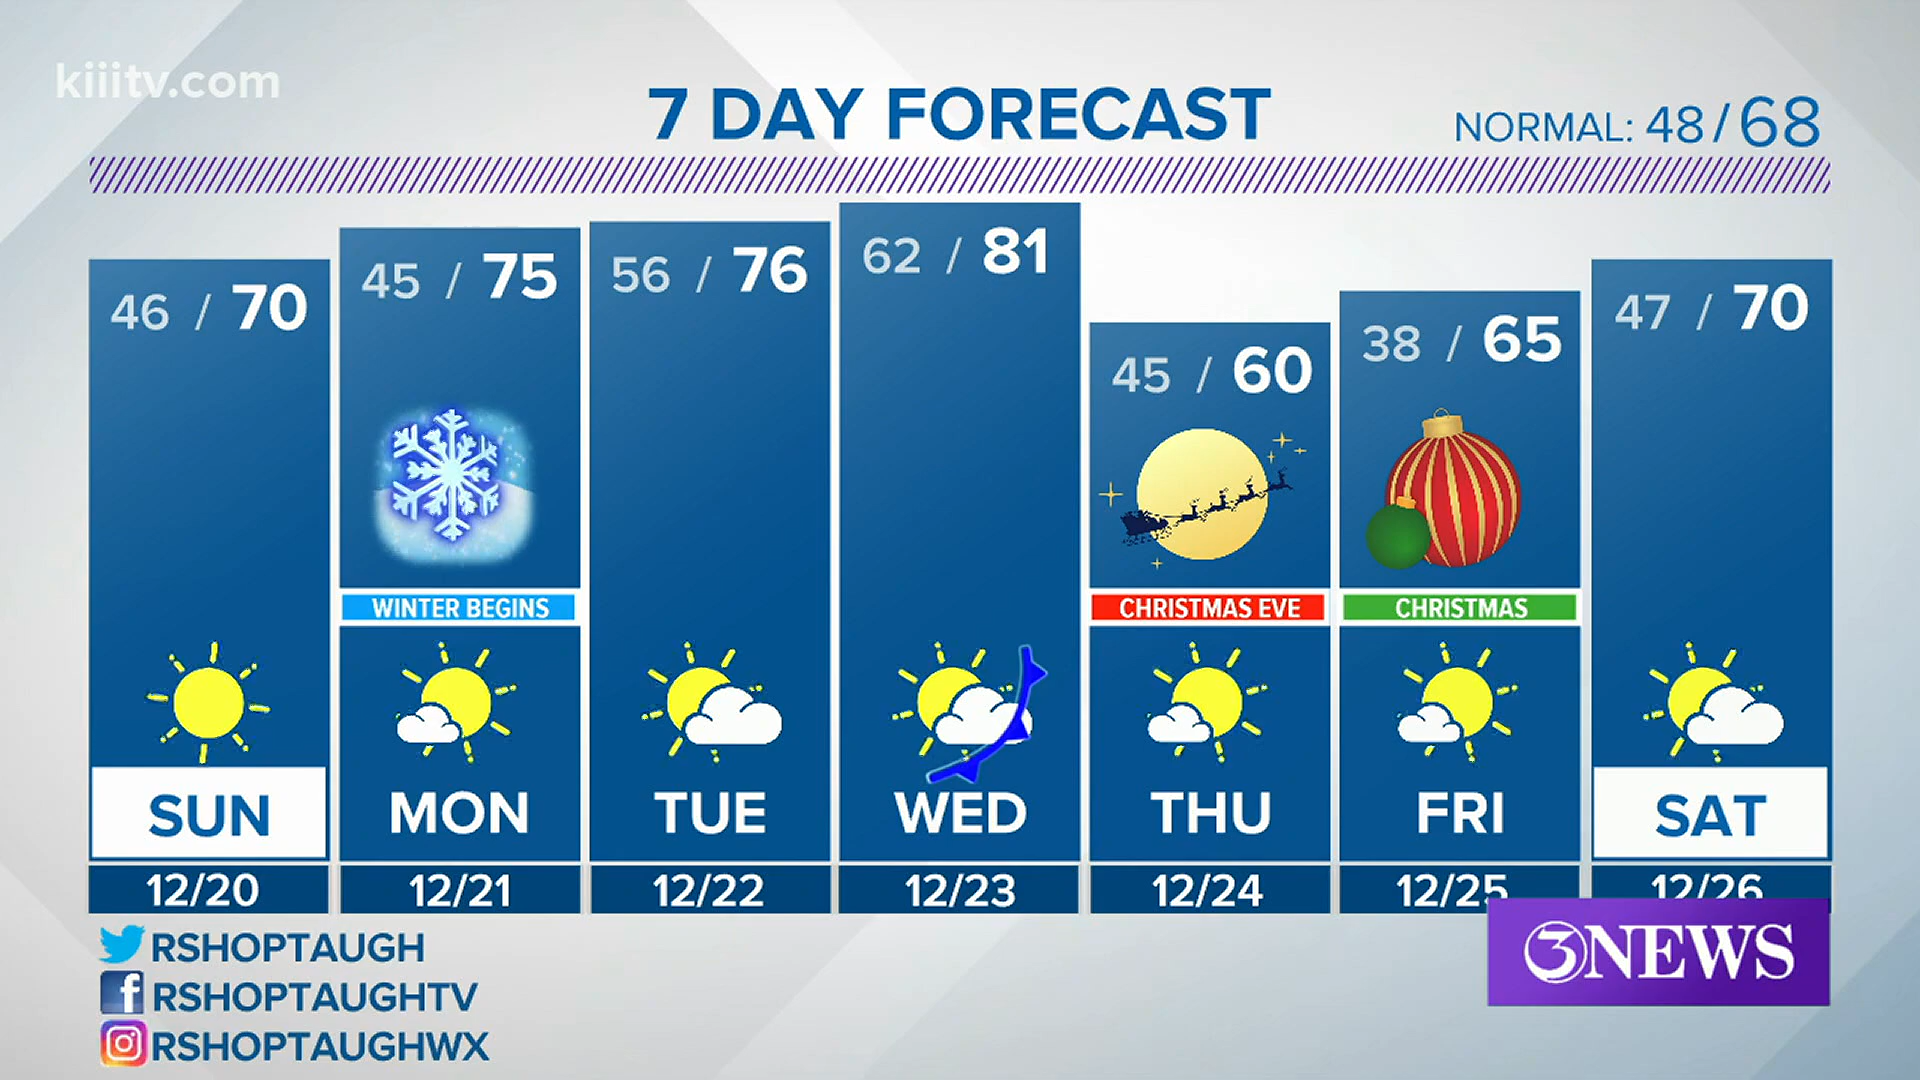 kiiitv.com
7 DAY FORECAST
NORMAL: 48/68
46 / 70
45 / 75
56 / 76
62 / 81
45 / 60
38 / 65
47 / 70
WINTER BEGINS
CHRISTMAS EVE
CHRISTMAS
SUN
MON
TUE
WED
THU
FRI
SAT
12/20
12/21
12/22
12/23
12/24
12/25
12/26
RSHOPTAUGH
RSHOPTAUGHTV
RSHOPTAUGHWX
3NEWS